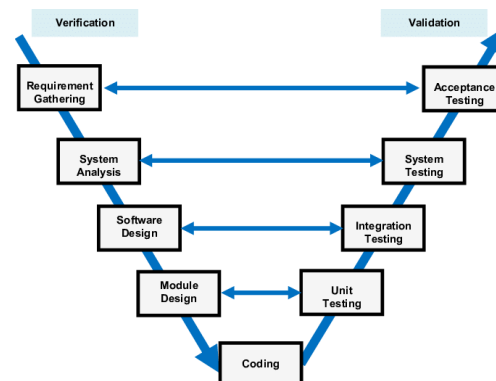 Verification
Validation
Requirement
Gathering
Acceptance
Testing
System
Analysis
System
Testing
Software
Design
Integration
Testing
Module
Design
Unit
Testing
Coding